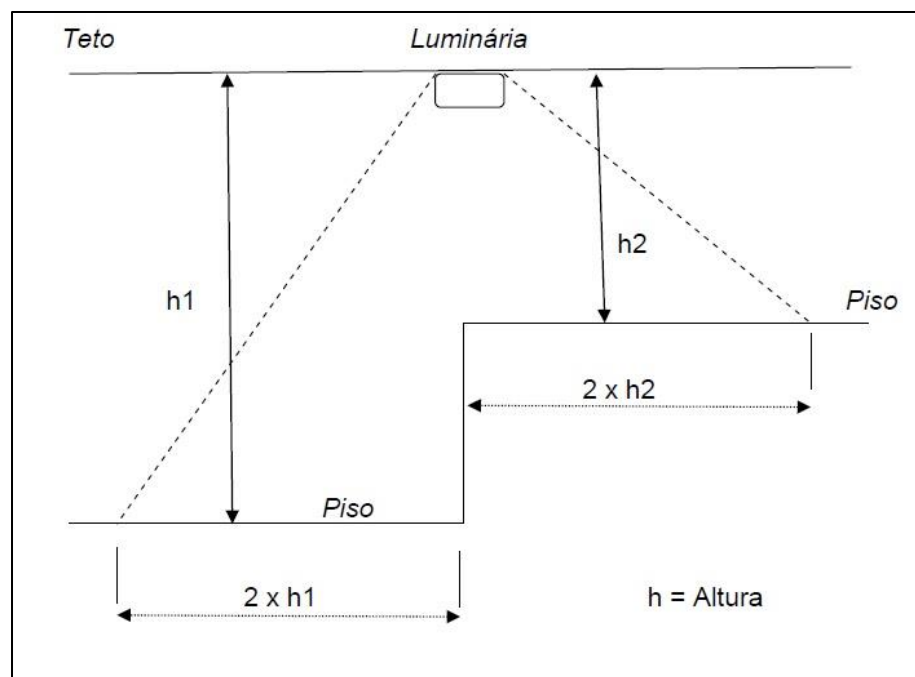 Teto Luminária
h1
h2
Piso
2 x h2
Piso
2 x h1
h = Altura